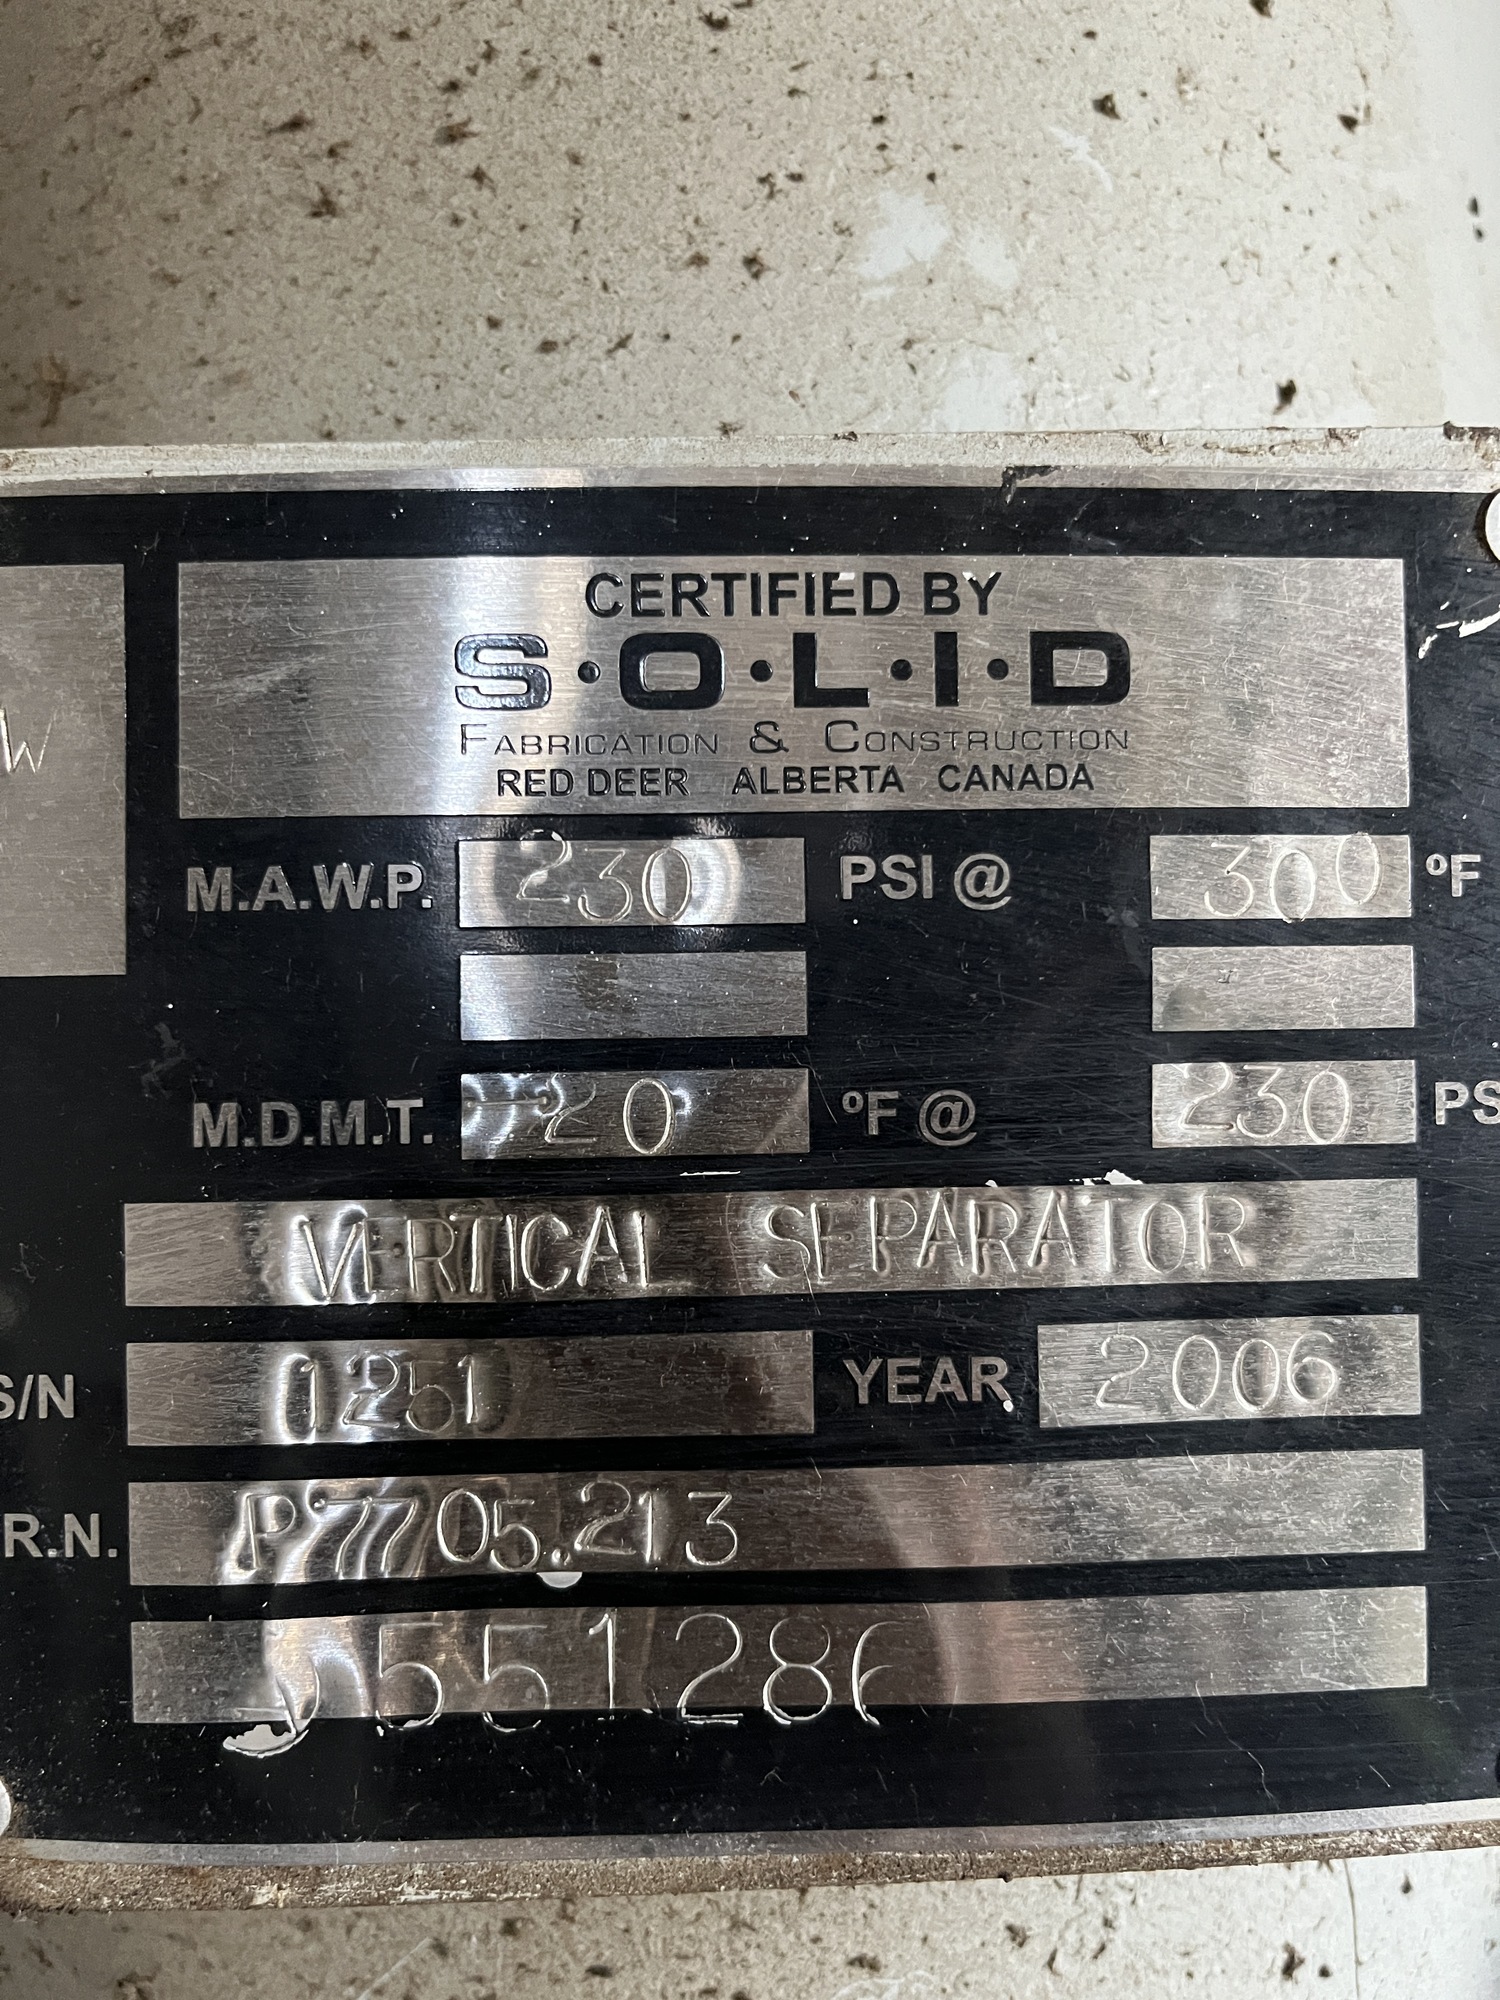 CERTIFIED BY
S·O·L·I·D
FABRICATION & CONSTRUCTION
RED DEER ALBERTA CANADA
W
M.A.W.P. 230 PSI @ 300 °F
M.D.M.T. -20 °F @ 230 PS
VERTICAL SEPARATOR
S/N 1251 YEAR 2006
R.N. P7705.213